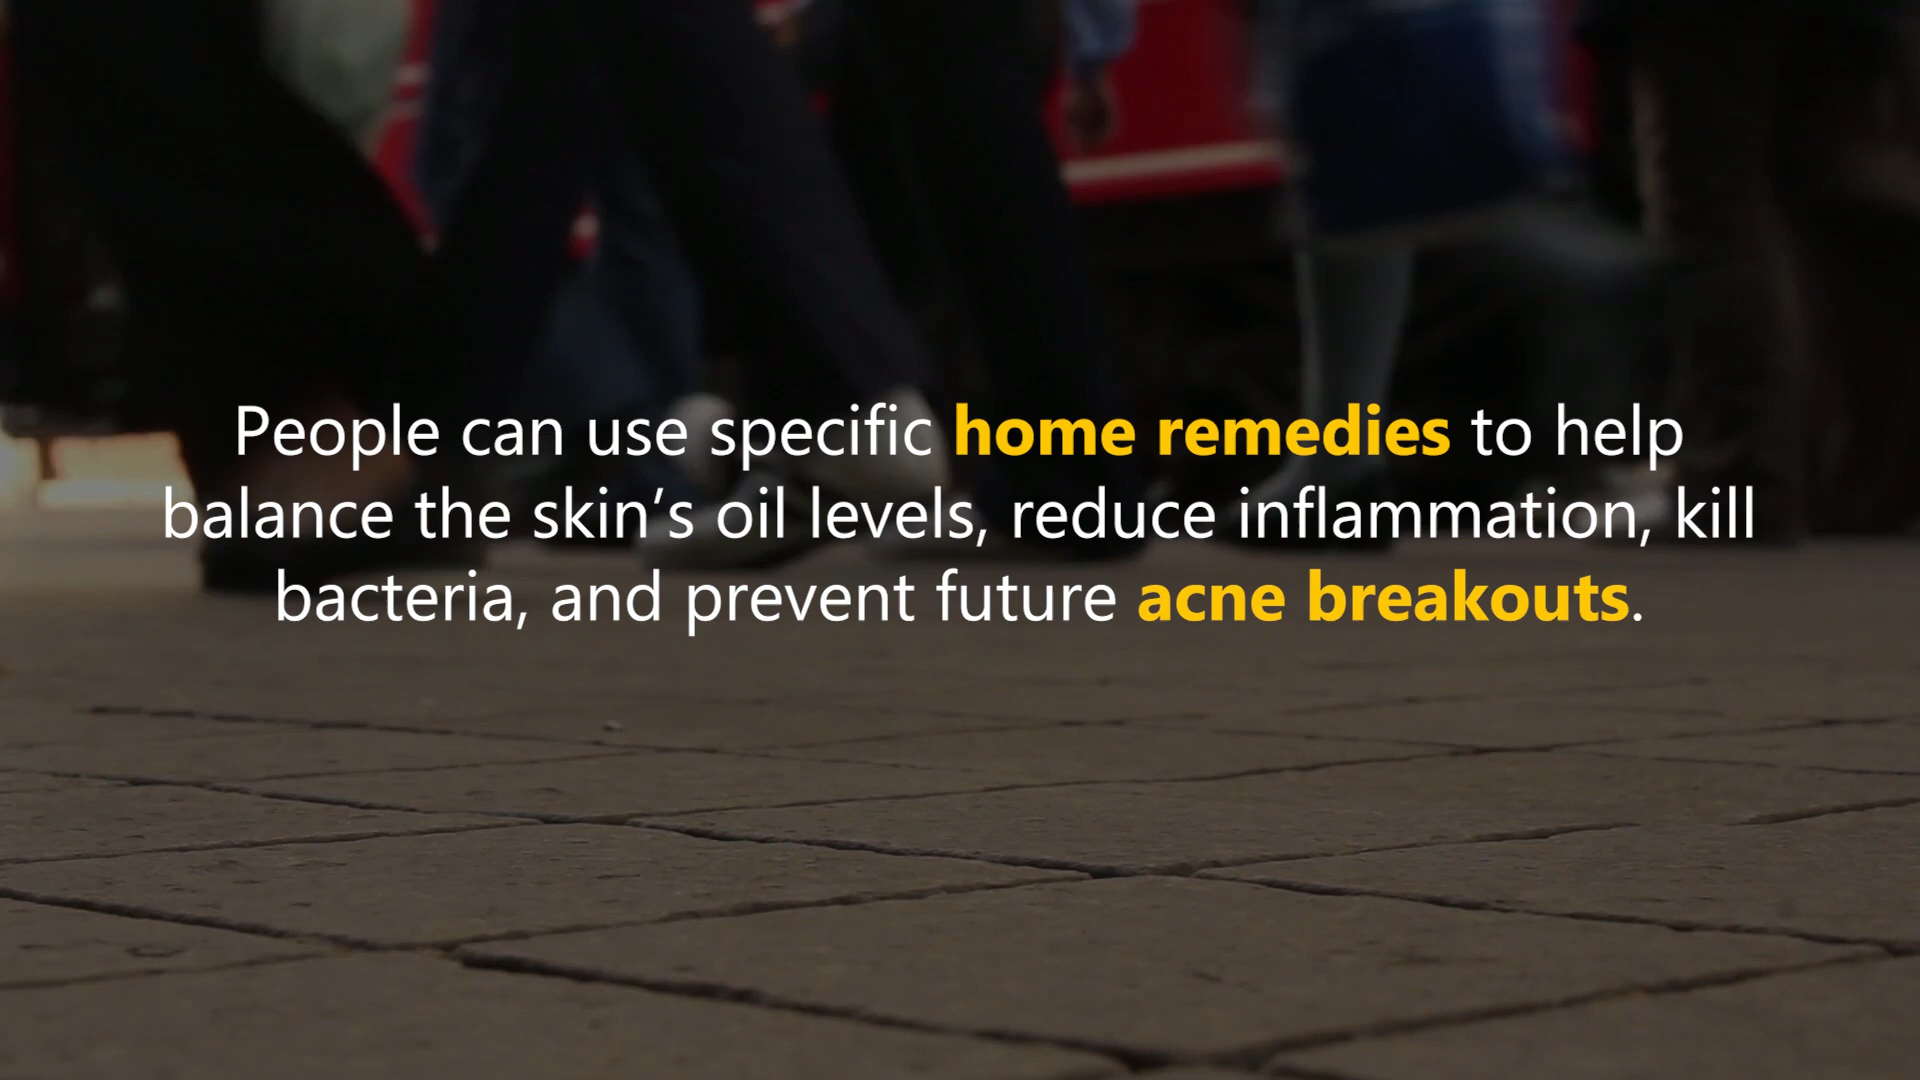 People can use specific home remedies to help
balance the skin’s oil levels, reduce inflammation, kill
bacteria, and prevent future acne breakouts.